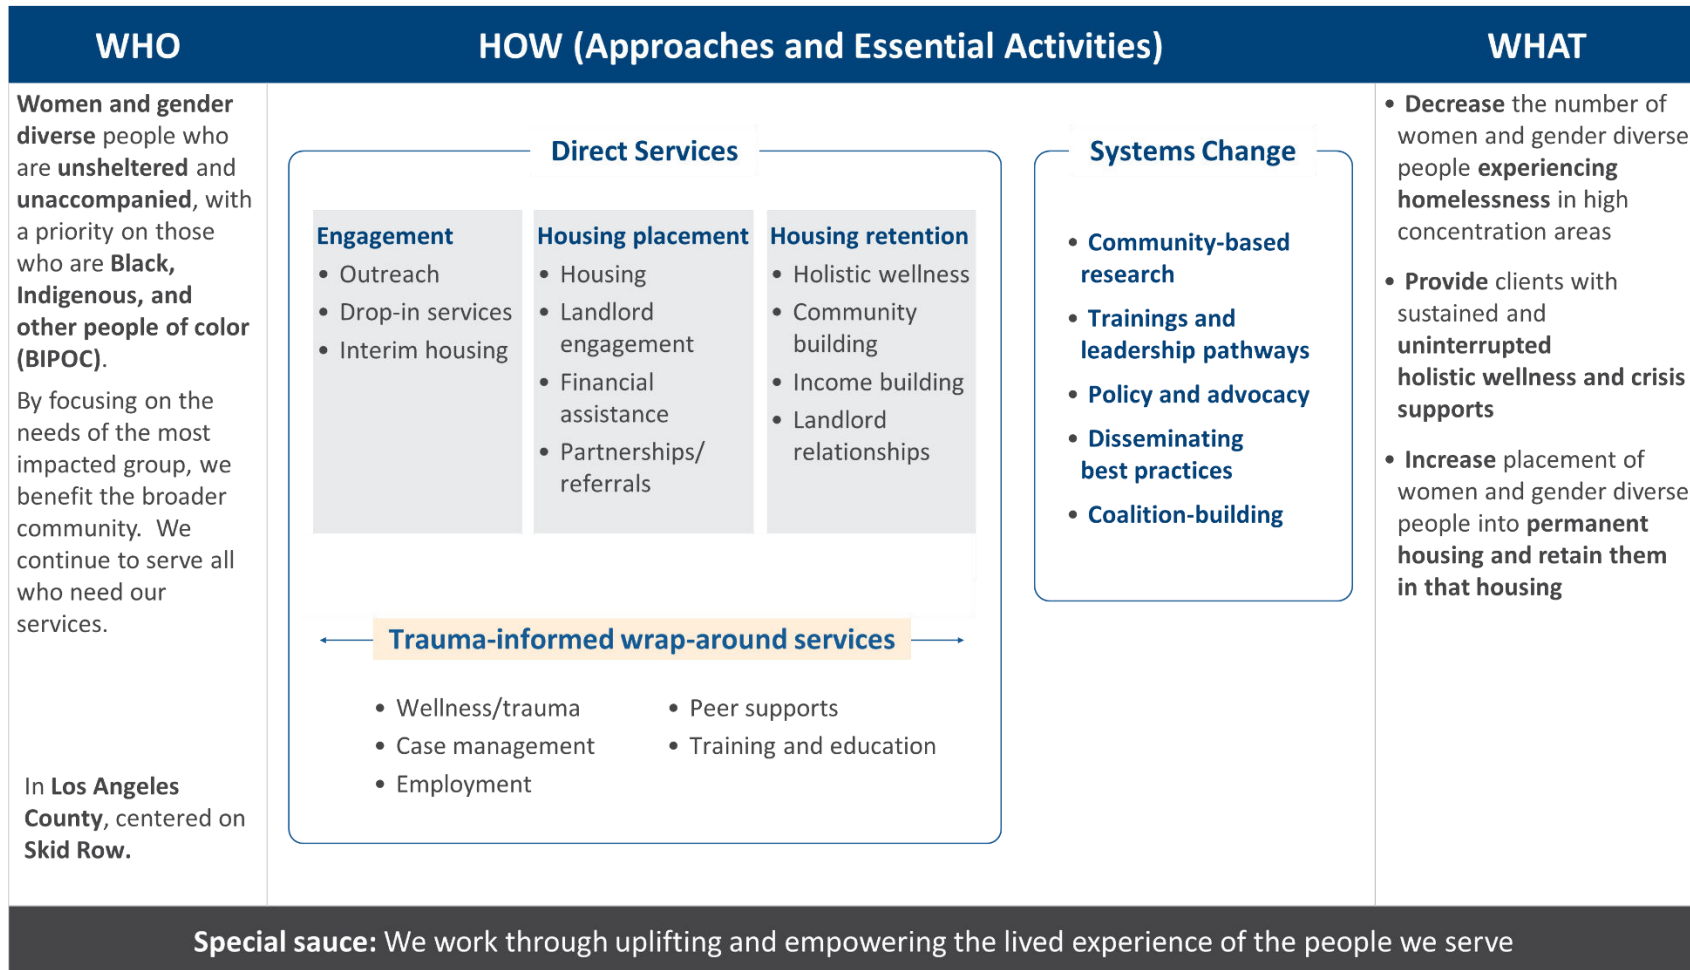 WHO
HOW (Approaches and Essential Activities)
WHAT
Women and gender
diverse people who
are unsheltered and
unaccompanied, with
a priority on those
who are Black,
Indigenous, and
other people of color
(BIPOC).
By focusing on the
needs of the most
impacted group, we
benefit the broader
community.  We
continue to serve all
who need our
services.
In Los Angeles
County, centered on
Skid Row.
Direct Services
Engagement
• Outreach
• Drop-in services
• Interim housing
Housing placement
• Housing
• Landlord
engagement
• Financial
assistance
• Partnerships/
referrals
Housing retention
• Holistic wellness
• Community
building
• Income building
• Landlord
relationships
Trauma-informed wrap-around services
• Wellness/trauma
• Case management
• Employment
• Peer supports
• Training and education
Systems Change
• Community-based
research
• Trainings and
leadership pathways
• Policy and advocacy
• Disseminating
best practices
• Coalition-building
• Decrease the number of
women and gender diverse
people experiencing
homelessness in high
concentration areas
• Provide clients with
sustained and
uninterrupted
holistic wellness and crisis
supports
• Increase placement of
women and gender diverse
people into permanent
housing and retain them
in that housing
Special sauce: We work through uplifting and empowering the lived experience of the people we serve